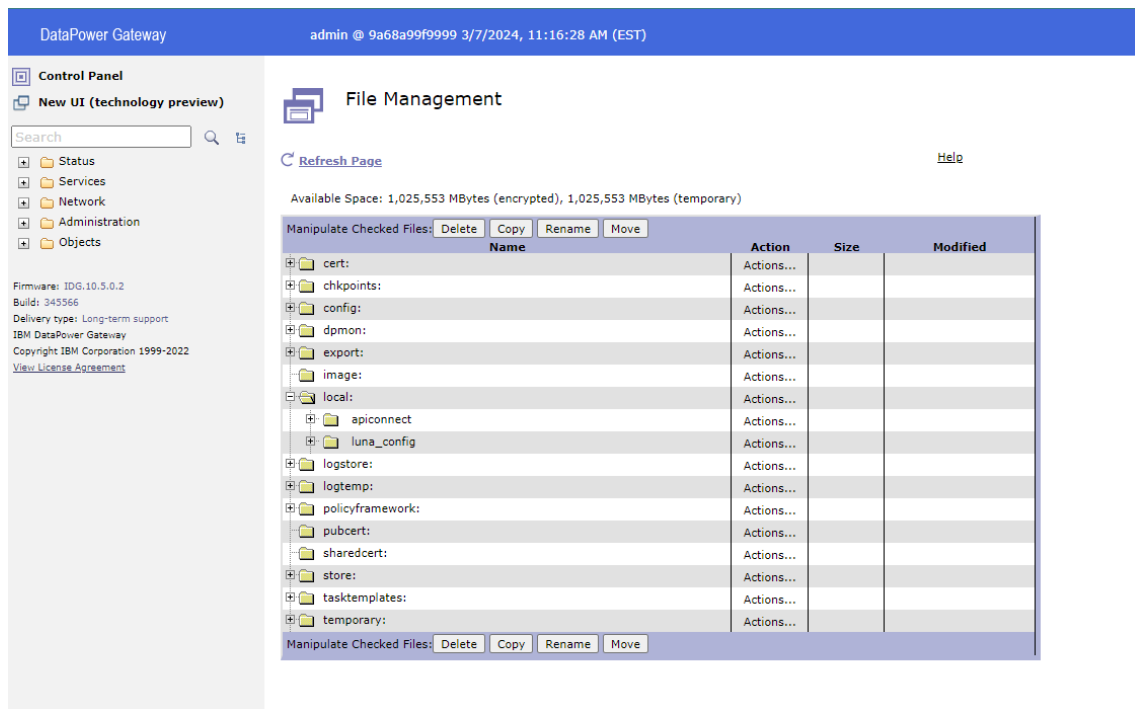 DataPower Gateway
admin @ 9a68a99f9999 3/7/2024, 11:16:28 AM (EST)
Control Panel
New UI (technology preview)
Search
Status
Services
Network
Administration
Objects
Firmware: IDG.10.5.0.2
Build: 345566
Delivery type: Long-term support
IBM DataPower Gateway
Copyright IBM Corporation 1999-2022
View License Agreement
File Management
Refresh Page
Help
Available Space: 1,025,553 MBytes (encrypted), 1,025,553 MBytes (temporary)
Manipulate Checked Files: Delete Copy Rename Move
Name Action Size Modified
cert: Actions...
chkpoints: Actions...
config: Actions...
dpmon: Actions...
export: Actions...
image: Actions...
local: Actions...
apiconnect Actions...
luna_config Actions...
logstore: Actions...
logtemp: Actions...
policyframework: Actions...
pubcert: Actions...
sharedcert: Actions...
store: Actions...
tasktemplates: Actions...
temporary: Actions...
Manipulate Checked Files: Delete Copy Rename Move